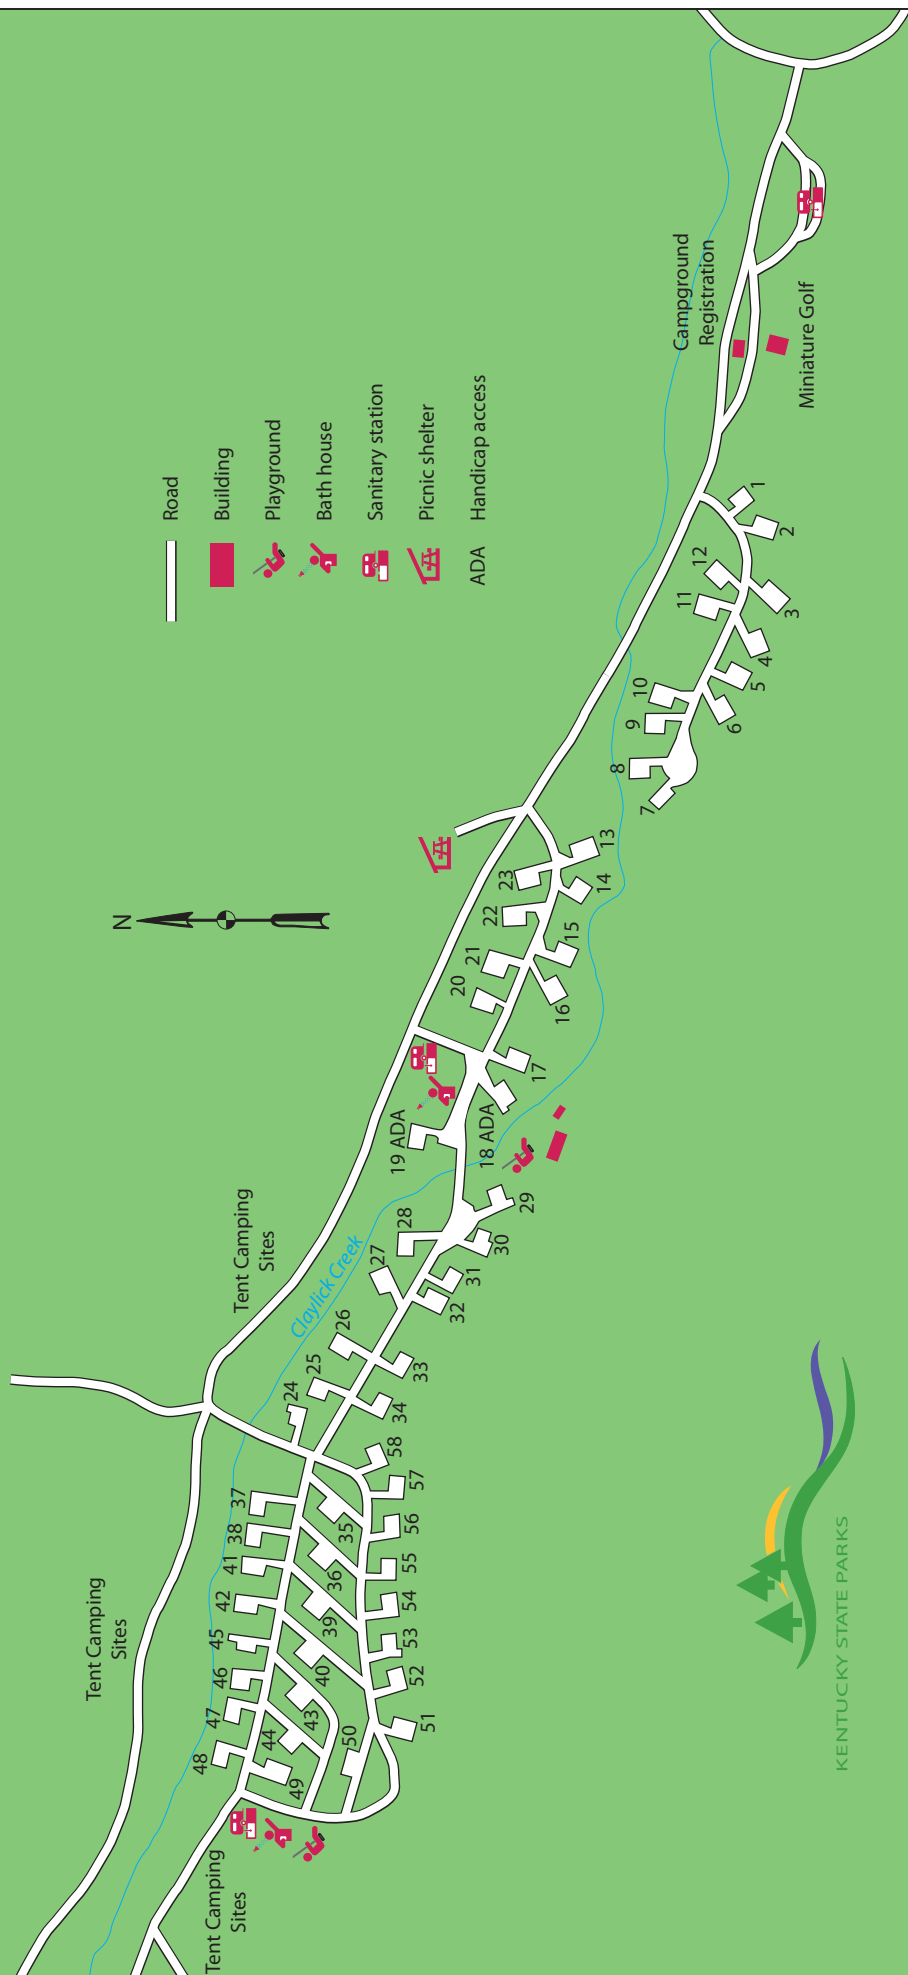 Campground
Registration
Miniature Golf
Road
Building
Playground
Bath house
Sanitary station
Picnic shelter
ADA Handicap access
N
1
2
3
4
5
6
7
8
9
10
11
12
13
14
15
16
17
18 ADA
19 ADA
20
21
22
23
Tent Camping
Sites
Claylick Creek
24
25
26
27
28
29
30
31
32
33
34
35
36
37
38
39
40
41
42
43
44
45
46
47
48
49
50
51
52
53
54
55
56
57
58
Tent Camping
Sites
Tent Camping
Sites
KENTUCKY STATE PARKS